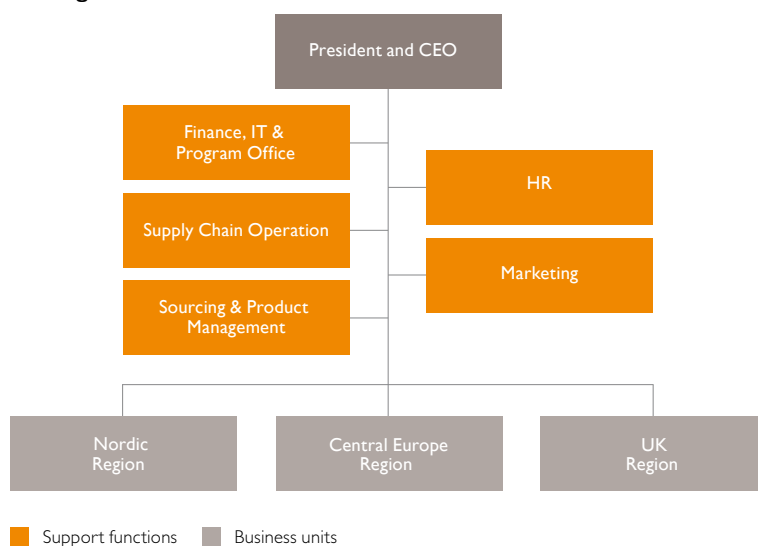 President and CEO
Finance, IT &
Program Office
HR
Supply Chain Operation
Marketing
Sourcing & Product
Management
Nordic
Region
Central Europe
Region
UK
Region
Support functions
Business units